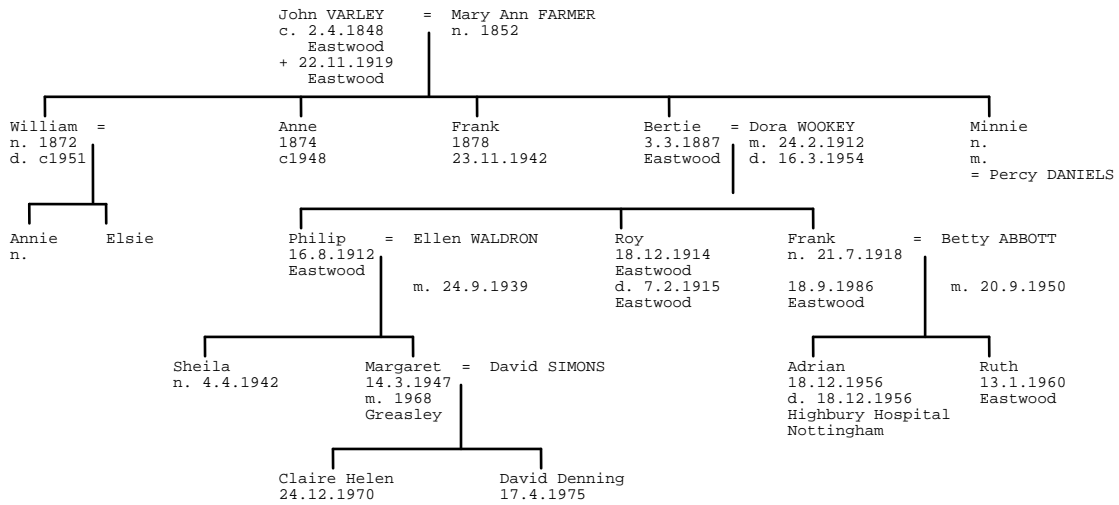 John VARLEY = Mary Ann FARMER
c. 2.4.1848 n. 1852
Eastwood
+ 22.11.1919
Eastwood
William = Anne Frank Bertie = Dora WOOKEY Minnie
n. 1872 1874 1878 3.3.1887 m. 24.2.1912 n.
d. c1951 c1948 23.11.1942 Eastwood d. 16.3.1954 m.
= Percy DANIELS
Annie Elsie Philip = Ellen WALDRON Roy Frank = Betty ABBOTT
n. 16.8.1912 18.12.1914 n. 21.7.1918
Eastwood Eastwood
m. 24.9.1939 d. 7.2.1915 18.9.1986 m. 20.9.1950
Eastwood Eastwood
Sheila Margaret = David SIMONS Adrian Ruth
n. 4.4.1942 14.3.1947 18.12.1956 13.1.1960
m. 1968 d. 18.12.1956 Eastwood
Greasley Highbury Hospital
Nottingham
Claire Helen David Denning
24.12.1970 17.4.1975